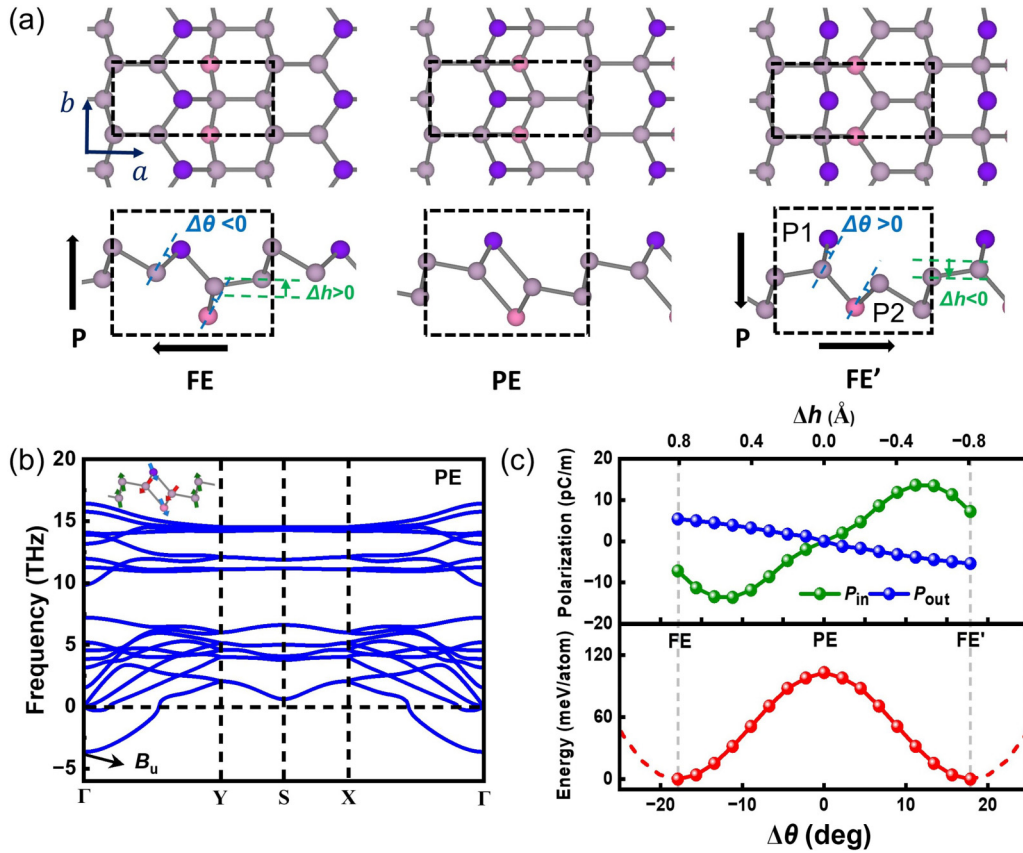 (a)
b
a
Δθ <0
Δh>0
P
FE
PE
P1
Δθ >0
P2
Δh<0
P
FE'
(b)
20
15
10
5
0
−5
Frequency (THz)
PE
Bu
Γ
Y
S
X
Γ
(c)
Δh (Å)
0.8
0.4
0.0
−0.4
−0.8
20
10
0
−10
−20
Polarization (pC/m)
Pin
Pout
FE
PE
FE'
120
60
0
Energy (meV/atom)
−20
−10
0
10
20
Δθ (deg)